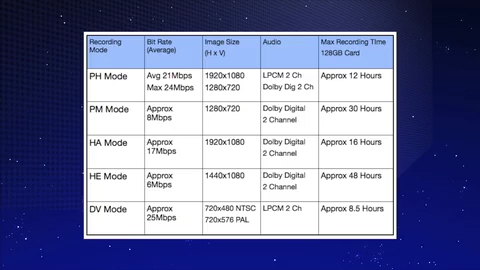 Recording Mode
Bit Rate (Average)
Image Size (H x V)
Audio
Max Recording TIme 128GB Card
PH Mode
Avg 21Mbps
Max 24Mbps
1920x1080
1280x720
LPCM 2 Ch
Dolby Dig 2 Ch
Approx 12 Hours
PM Mode
Approx 8Mbps
1280x720
Dolby Digital
2 Channel
Approx 30 Hours
HA Mode
Approx 17Mbps
1920x1080
Dolby Digital
2 Channel
Approx 16 Hours
HE Mode
Approx 6Mbps
1440x1080
Dolby Digital
2 Channel
Approx 48 Hours
DV Mode
Approx 25Mbps
720x480 NTSC
720x576 PAL
LPCM 2 Ch
Approx 8.5 Hours